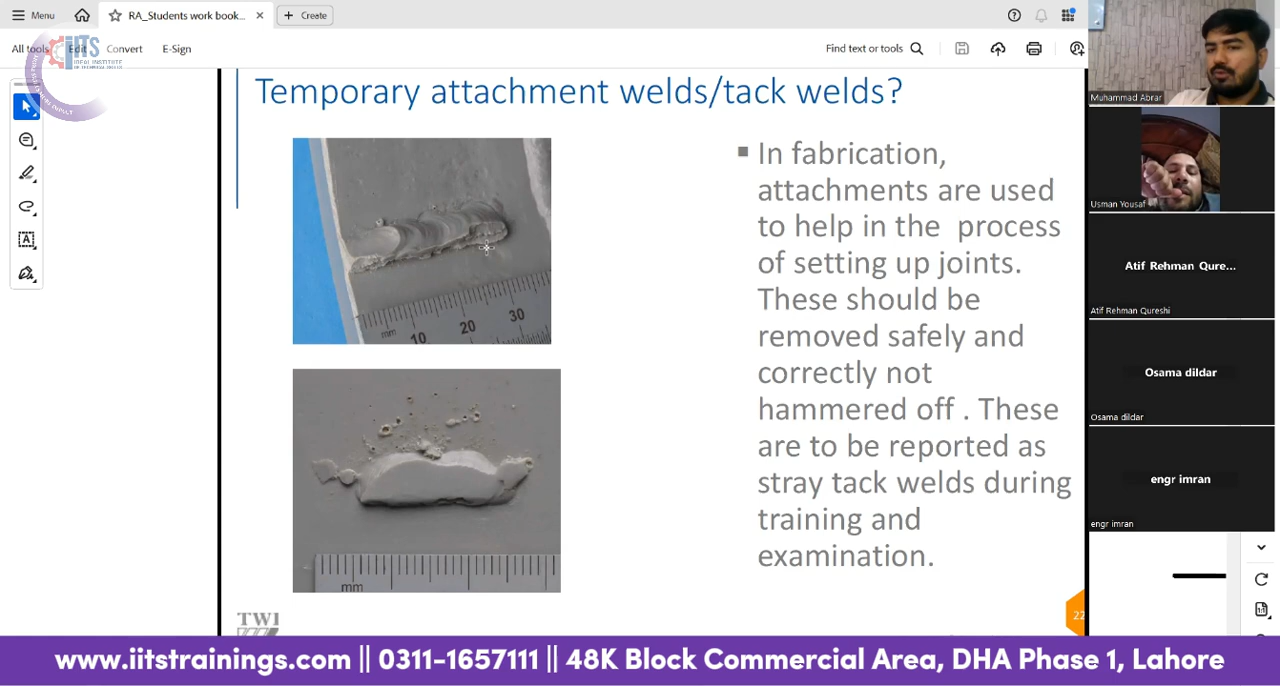 Menu
RA_Students work book...
Create
All tools
Edit
Convert
E-Sign
Find text or tools
iITS
IDEAL INSTITUTE
Temporary attachment welds/tack welds?
In fabrication,
attachments are used
to help in the process
of setting up joints.
These should be
removed safely and
correctly not
hammered off . These
are to be reported as
stray tack welds during
training and
examination.
mm 10 20 30
mm
TWI
22
Muhammad Abrar
Usman Yousaf
Atif Rehman Qure...
Atif Rehman Qureshi
Osama dildar
Osama dildar
engr imran
engr imran
www.iitstrainings.com || 0311-1657111 || 48K Block Commercial Area, DHA Phase 1, Lahore